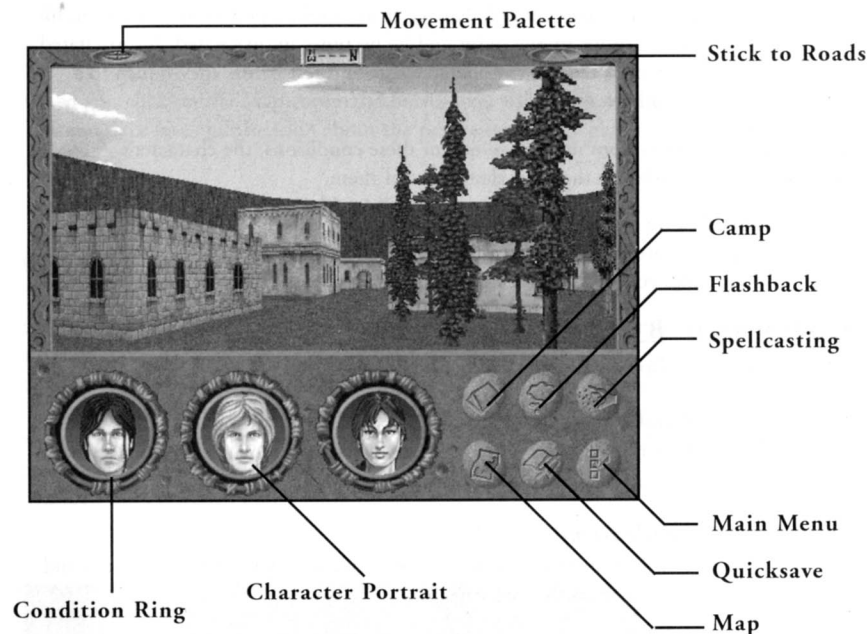 Movement Palette
Stick to Roads
Camp
Flashback
Spellcasting
Main Menu
Quicksave
Map
Character Portrait
Condition Ring